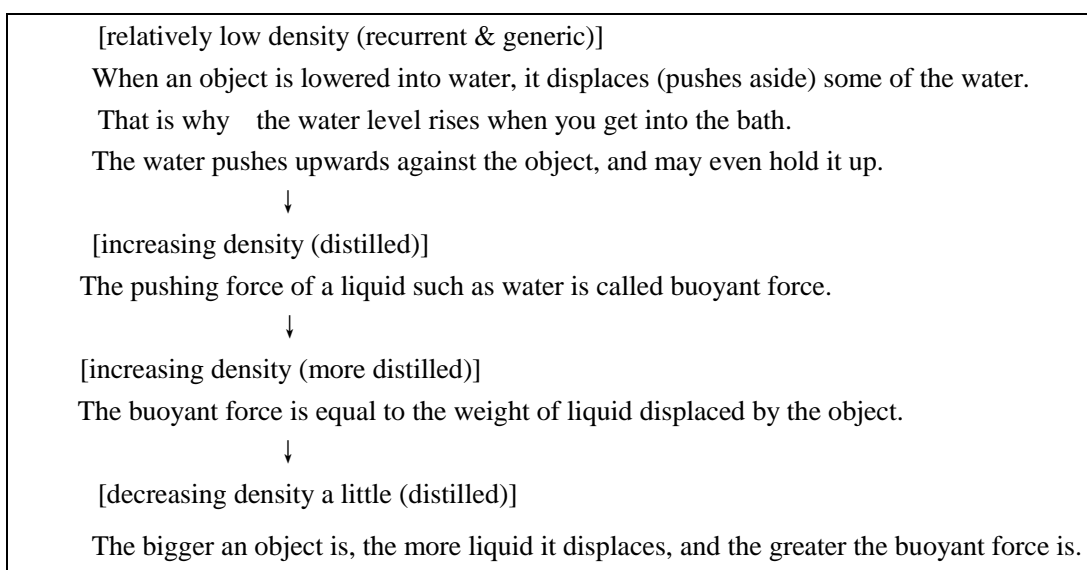 [relatively low density (recurrent & generic)]
When an object is lowered into water, it displaces (pushes aside) some of the water.
That is why the water level rises when you get into the bath.
The water pushes upwards against the object, and may even hold it up.
↓
[increasing density (distilled)]
The pushing force of a liquid such as water is called buoyant force.
↓
[increasing density (more distilled)]
The buoyant force is equal to the weight of liquid displaced by the object.
↓
[decreasing density a little (distilled)]
The bigger an object is, the more liquid it displaces, and the greater the buoyant force is.